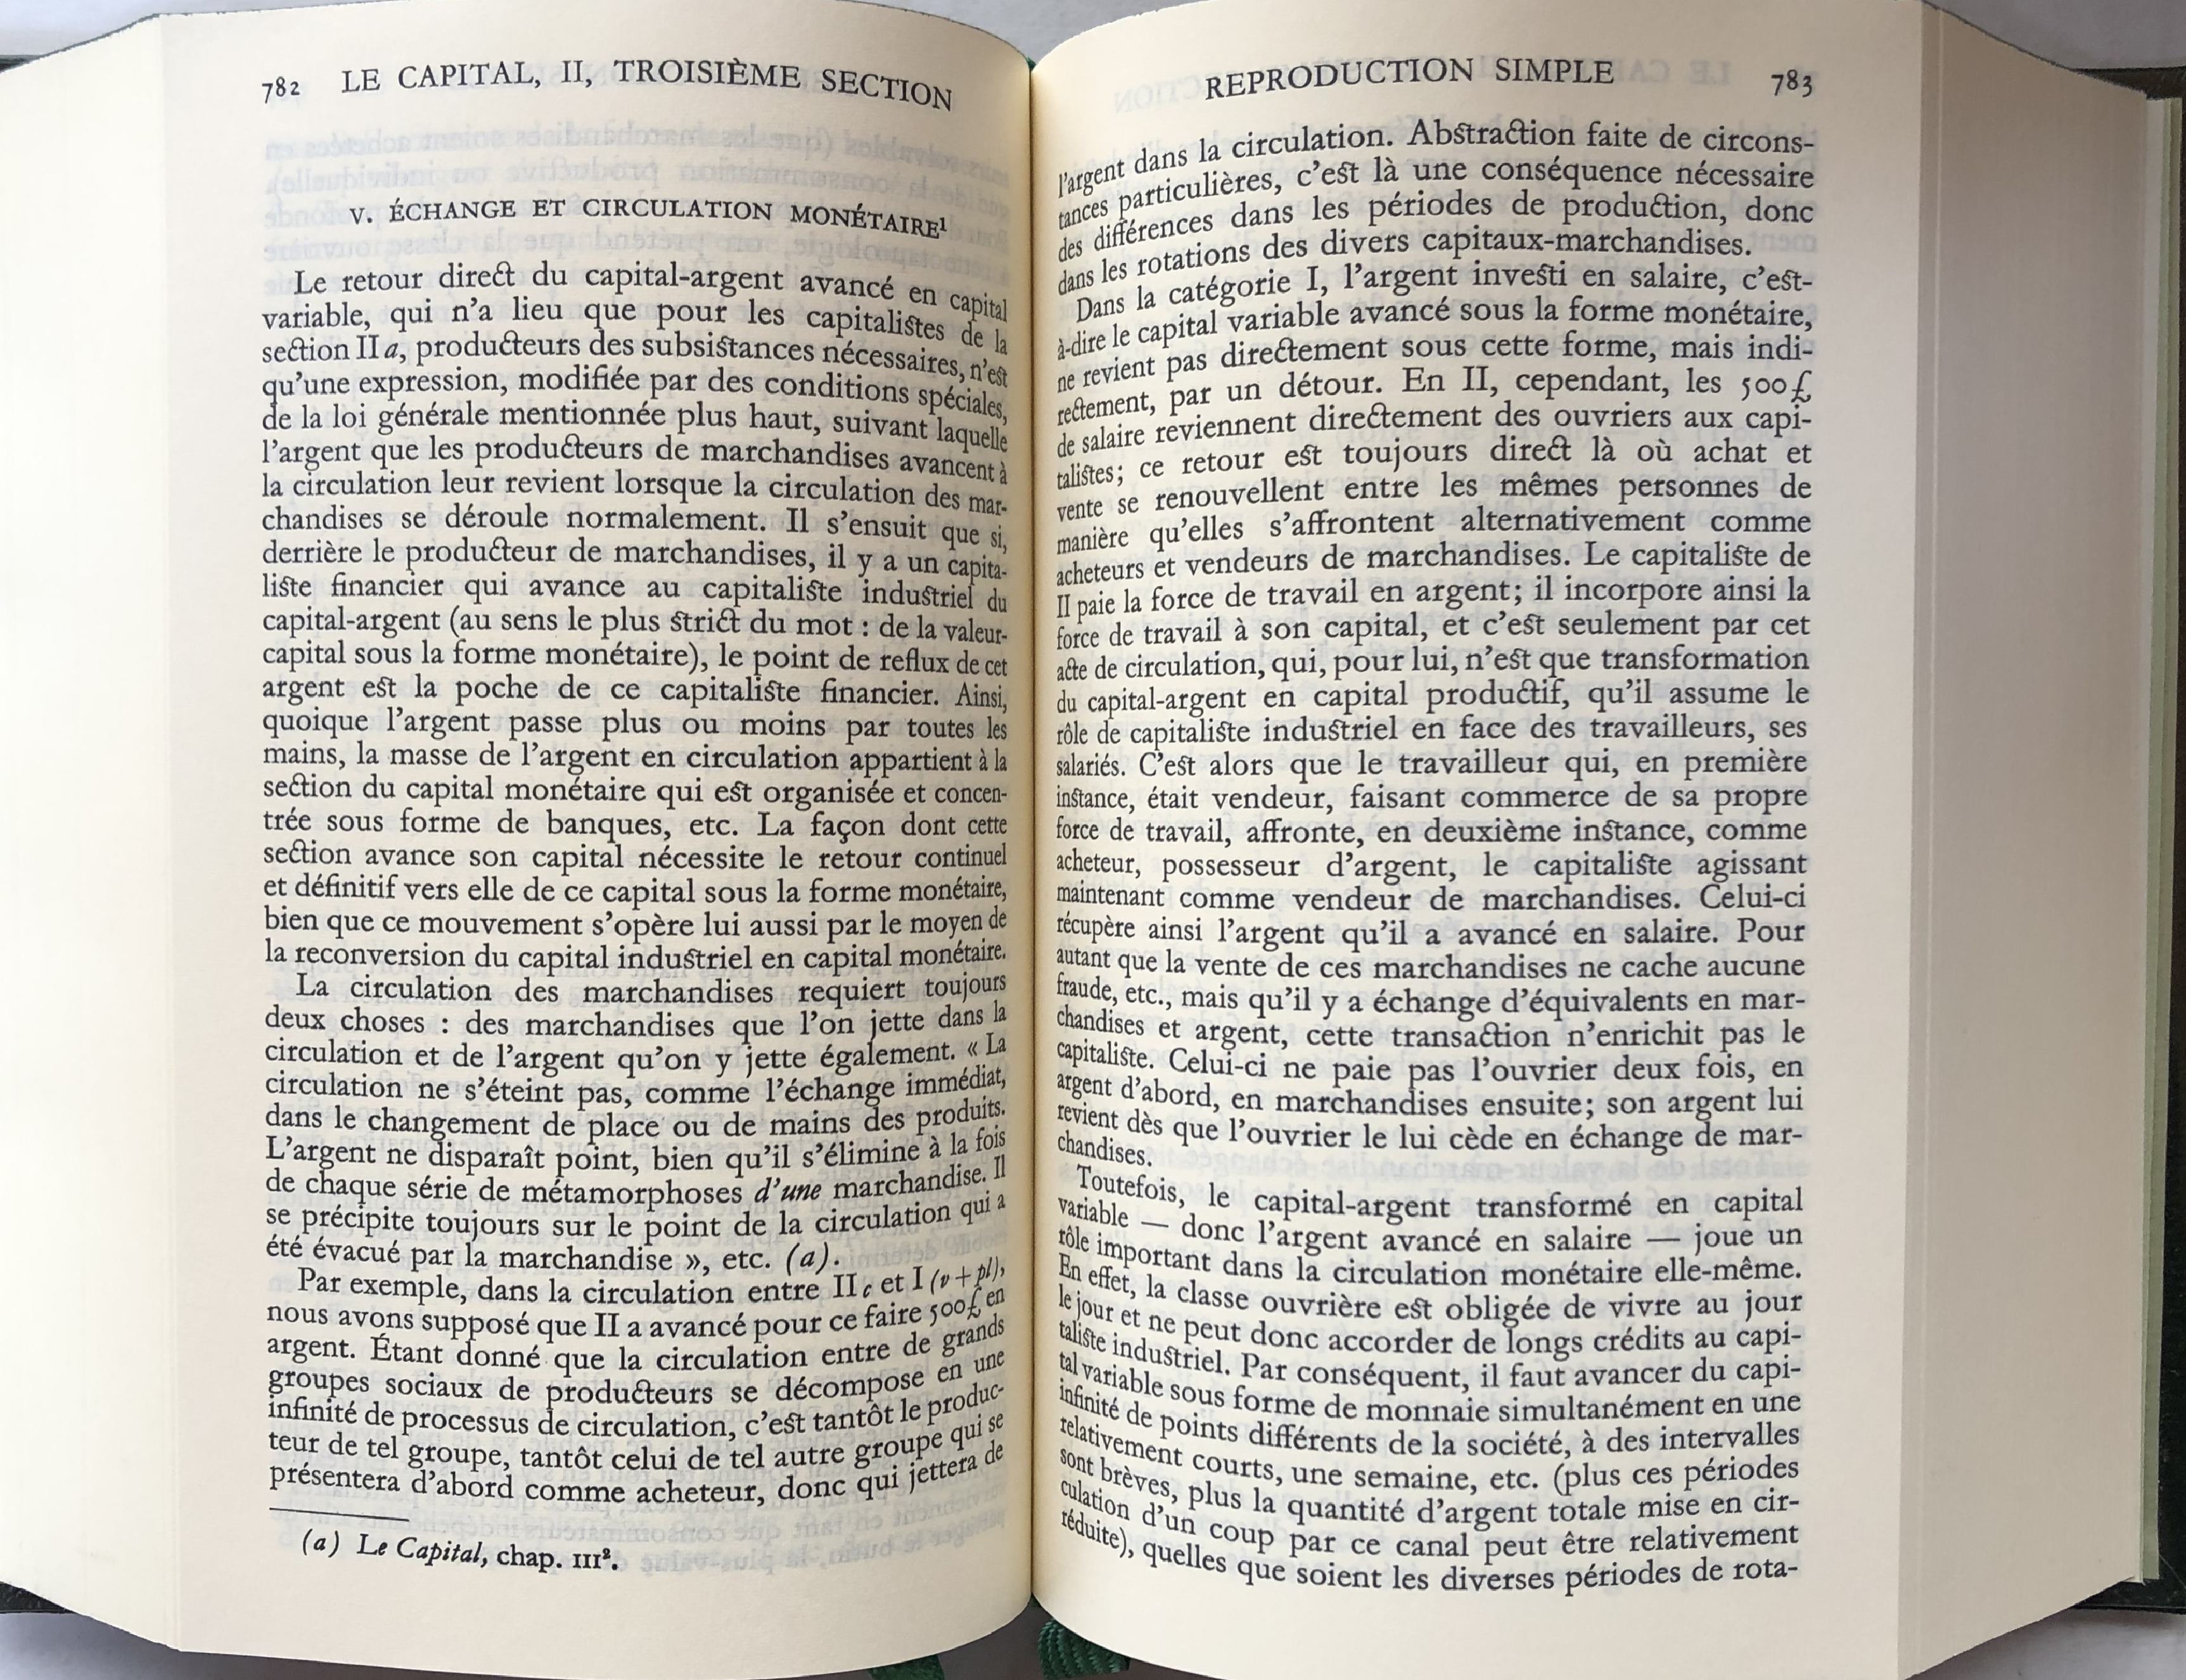 782 LE CAPITAL, II, TROISIÈME SECTION
V. ÉCHANGE ET CIRCULATION MONÉTAIRE¹
Le retour direct du capital-argent avancé en capital
variable, qui n'a lieu que pour les capitalistes de la
section II a, producteurs des subsistances nécessaires, n'est
qu'une expression, modifiée par des conditions spéciales,
de la loi générale mentionnée plus haut, suivant laquelle
l'argent que les producteurs de marchandises avancent à
la circulation leur revient lorsque la circulation des mar-
chandises se déroule normalement. Il s'ensuit que si,
derrière le producteur de marchandises, il y a un capita-
liste financier qui avance au capitaliste industriel du
capital-argent (au sens le plus strict du mot : de la valeur-
capital sous la forme monétaire), le point de reflux de cet
argent est la poche de ce capitaliste financier. Ainsi,
quoique l'argent passe plus ou moins par toutes les
mains, la masse de l'argent en circulation appartient à la
section du capital monétaire qui est organisée et concen-
trée sous forme de banques, etc. La façon dont cette
section avance son capital nécessite le retour continuel
et définitif vers elle de ce capital sous la forme monétaire,
bien que ce mouvement s'opère lui aussi par le moyen de
la reconversion du capital industriel en capital monétaire.
La circulation des marchandises requiert toujours
deux choses : des marchandises que l'on jette dans la
circulation et de l'argent qu'on y jette également. « La
circulation ne s'éteint pas, comme l'échange immédiat,
dans le changement de place ou de mains des produits.
L'argent ne disparaît point, bien qu'il s'élimine à la fois
de chaque série de métamorphoses d'une marchandise. Il
se précipite toujours sur le point de la circulation qui a
été évacué par la marchandise », etc. (a).
Par exemple, dans la circulation entre II c et I (v + pl),
nous avons supposé que II a avancé pour ce faire 500£ en
argent. Étant donné que la circulation entre de grands
groupes sociaux de producteurs se décompose en une
infinité de processus de circulation, c'est tantôt le produc-
teur de tel groupe, tantôt celui de tel autre groupe qui se
présentera d'abord comme acheteur, donc qui jettera de
(a) Le Capital, chap. III².
REPRODUCTION SIMPLE 783
l'argent dans la circulation. Abstraction faite de circons-
tances particulières, c'est là une conséquence nécessaire
des différences dans les périodes de production, donc
dans les rotations des divers capitaux-marchandises.
Dans la catégorie I, l'argent investi en salaire, c'est-
à-dire le capital variable avancé sous la forme monétaire,
ne revient pas directement sous cette forme, mais indi-
rectement, par un détour. En II, cependant, les 500£
de salaire reviennent directement des ouvriers aux capi-
talistes; ce retour est toujours direct là où achat et
vente se renouvellent entre les mêmes personnes de
manière qu'elles s'affrontent alternativement comme
acheteurs et vendeurs de marchandises. Le capitaliste de
II paie la force de travail en argent; il incorpore ainsi la
force de travail à son capital, et c'est seulement par cet
acte de circulation, qui, pour lui, n'est que transformation
du capital-argent en capital productif, qu'il assume le
rôle de capitaliste industriel en face des travailleurs, ses
salariés. C'est alors que le travailleur qui, en première
instance, était vendeur, faisant commerce de sa propre
force de travail, affronte, en deuxième instance, comme
acheteur, possesseur d'argent, le capitaliste agissant
maintenant comme vendeur de marchandises. Celui-ci
récupère ainsi l'argent qu'il a avancé en salaire. Pour
autant que la vente de ces marchandises ne cache aucune
fraude, etc., mais qu'il y a échange d'équivalents en mar-
chandises et argent, cette transaction n'enrichit pas le
capitaliste. Celui-ci ne paie pas l'ouvrier deux fois, en
argent d'abord, en marchandises ensuite; son argent lui
revient dès que l'ouvrier le lui cède en échange de mar-
chandises.
Toutefois, le capital-argent transformé en capital
variable — donc l'argent avancé en salaire — joue un
rôle important dans la circulation monétaire elle-même.
En effet, la classe ouvrière est obligée de vivre au jour
le jour et ne peut donc accorder de longs crédits au capi-
taliste industriel. Par conséquent, il faut avancer du capi-
tal variable sous forme de monnaie simultanément en une
infinité de points différents de la société, à des intervalles
relativement courts, une semaine, etc. (plus ces périodes
sont brèves, plus la quantité d'argent totale mise en cir-
culation d'un coup par ce canal peut être relativement
réduite), quelles que soient les diverses périodes de rota-